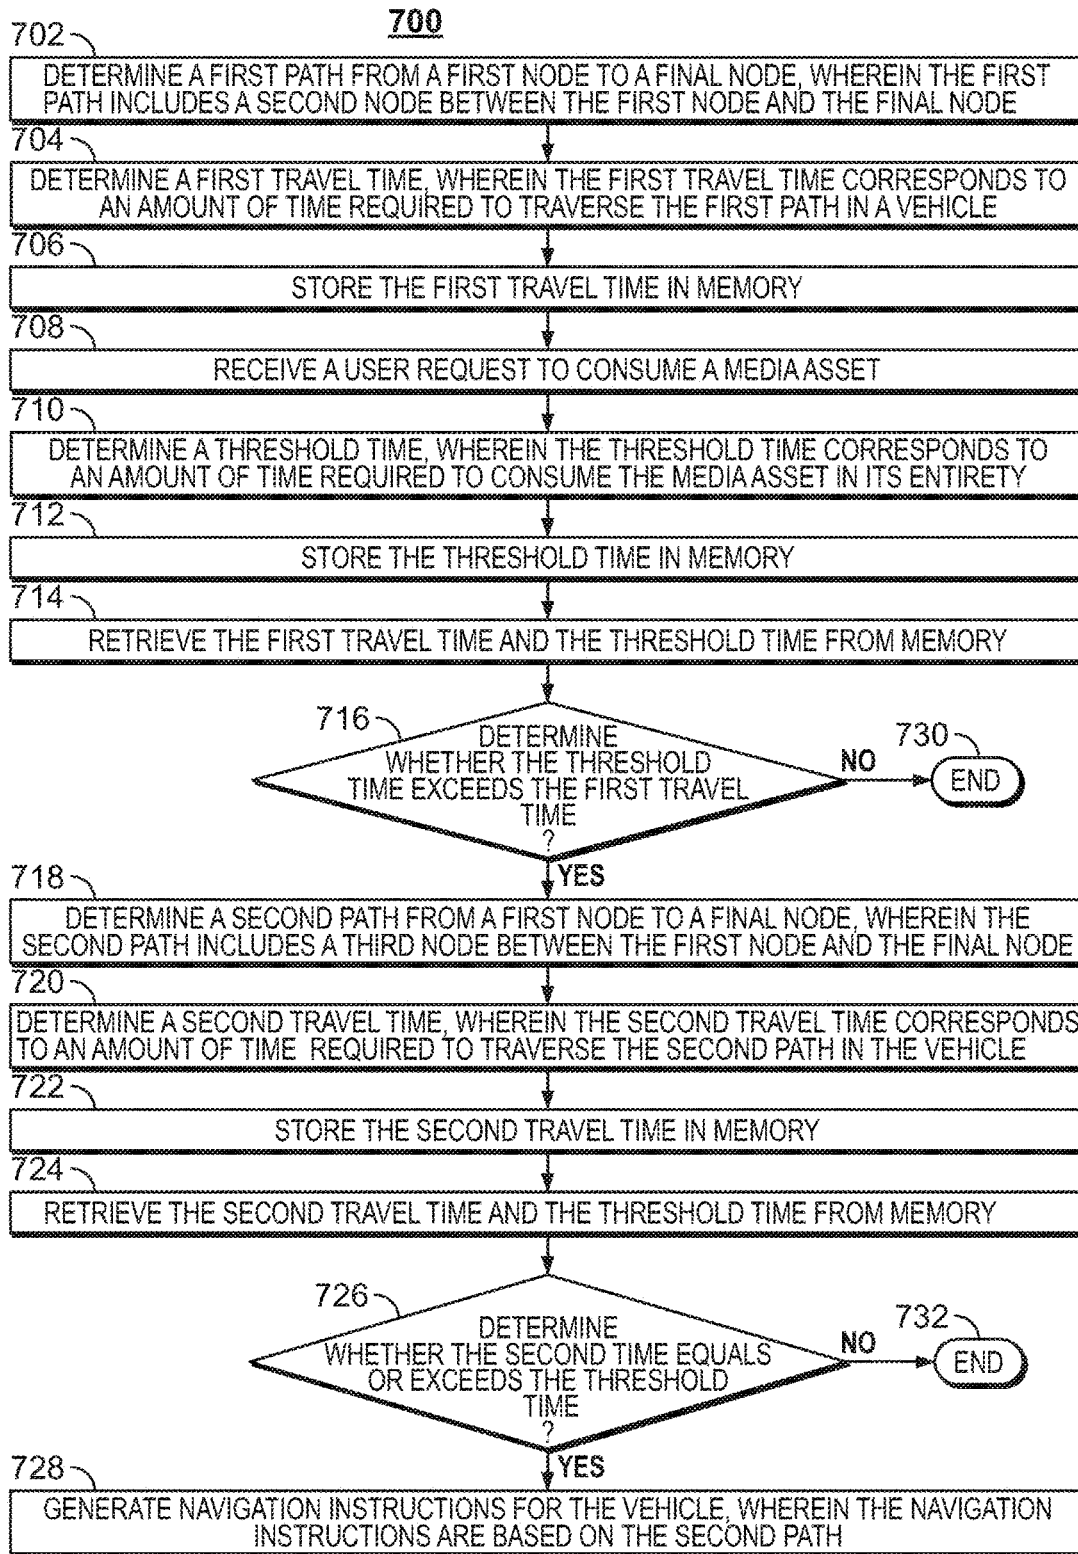 700
702
DETERMINE A FIRST PATH FROM A FIRST NODE TO A FINAL NODE, WHEREIN THE FIRST
PATH INCLUDES A SECOND NODE BETWEEN THE FIRST NODE AND THE FINAL NODE
704
DETERMINE A FIRST TRAVEL TIME, WHEREIN THE FIRST TRAVEL TIME CORRESPONDS TO
AN AMOUNT OF TIME REQUIRED TO TRAVERSE THE FIRST PATH IN A VEHICLE
706
STORE THE FIRST TRAVEL TIME IN MEMORY
708
RECEIVE A USER REQUEST TO CONSUME A MEDIA ASSET
710
DETERMINE A THRESHOLD TIME, WHEREIN THE THRESHOLD TIME CORRESPONDS TO
AN AMOUNT OF TIME REQUIRED TO CONSUME THE MEDIA ASSET IN ITS ENTIRETY
712
STORE THE THRESHOLD TIME IN MEMORY
714
RETRIEVE THE FIRST TRAVEL TIME AND THE THRESHOLD TIME FROM MEMORY
716
DETERMINE
WHETHER THE THRESHOLD
TIME EXCEEDS THE FIRST TRAVEL
TIME
?
NO
730
END
YES
718
DETERMINE A SECOND PATH FROM A FIRST NODE TO A FINAL NODE, WHEREIN THE
SECOND PATH INCLUDES A THIRD NODE BETWEEN THE FIRST NODE AND THE FINAL NODE
720
DETERMINE A SECOND TRAVEL TIME, WHEREIN THE SECOND TRAVEL TIME CORRESPONDS
TO AN AMOUNT OF TIME REQUIRED TO TRAVERSE THE SECOND PATH IN THE VEHICLE
722
STORE THE SECOND TRAVEL TIME IN MEMORY
724
RETRIEVE THE SECOND TRAVEL TIME AND THE THRESHOLD TIME FROM MEMORY
726
DETERMINE
WHETHER THE SECOND TIME EQUALS
OR EXCEEDS THE THRESHOLD
TIME
?
NO
732
END
YES
728
GENERATE NAVIGATION INSTRUCTIONS FOR THE VEHICLE, WHEREIN THE NAVIGATION
INSTRUCTIONS ARE BASED ON THE SECOND PATH